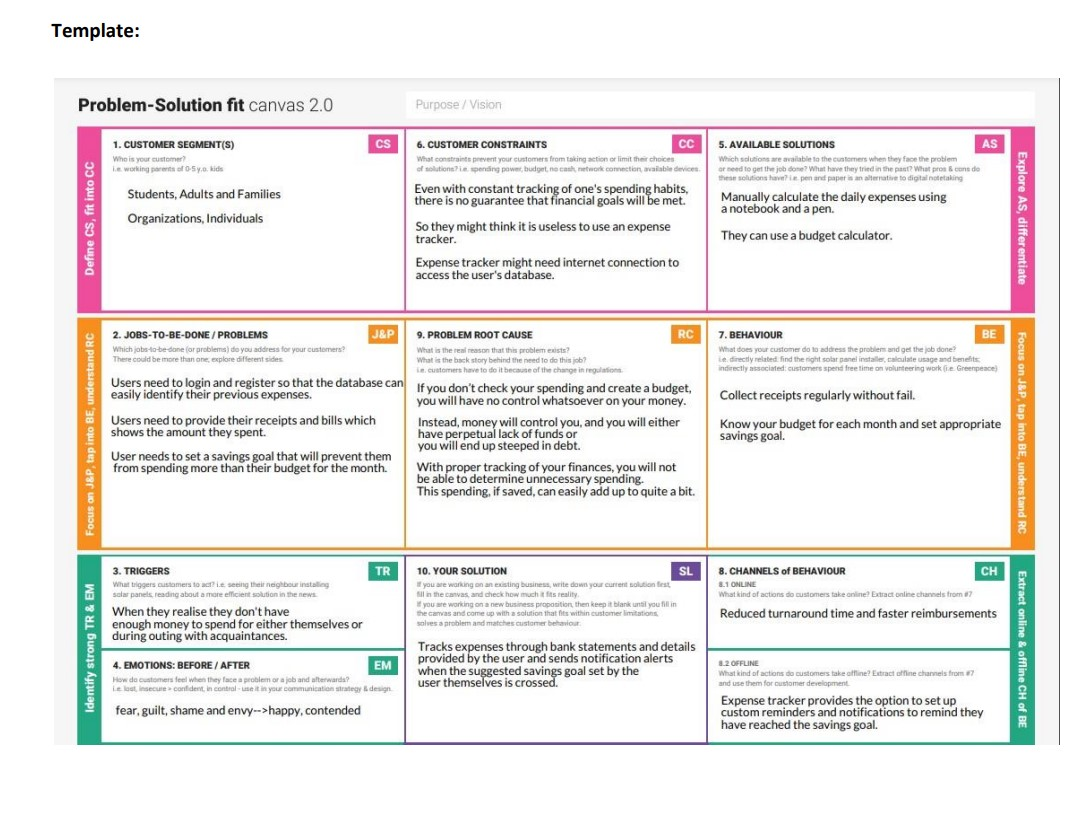 Template:
Problem-Solution fit canvas 2.0
Purpose / Vision
Define CS, fit into CC
1. CUSTOMER SEGMENT(S)
CS
Who is your customer?
i.e. working parents of 0-5 y.o. kids
Students, Adults and Families
Organizations, Individuals
6. CUSTOMER CONSTRAINTS
CC
What constraints prevent your customers from taking action or limit their choices
of solutions? i.e. spending power, budget, no cash, network connection, available devices.
Even with constant tracking of one's spending habits,
there is no guarantee that financial goals will be met.
So they might think it is useless to use an expense
tracker.
Expense tracker might need internet connection to
access the user's database.
5. AVAILABLE SOLUTIONS
AS
Which solutions are available to the customers when they face the problem
or need to get the job done? What have they tried in the past? What pros & cons do
these solutions have? i.e. pen and paper is an alternative to digital notetaking
Manually calculate the daily expenses using
a notebook and a pen.
They can use a budget calculator.
Explore AS, differentiate
Focus on J&P, tap into BE, understand RC
2. JOBS-TO-BE-DONE / PROBLEMS
J&P
Which jobs-to-be-done (or problems) do you address for your customers?
There could be more than one; explore different sides.
Users need to login and register so that the database can
easily identify their previous expenses.
Users need to provide their receipts and bills which
shows the amount they spent.
User needs to set a savings goal that will prevent them
from spending more than their budget for the month.
9. PROBLEM ROOT CAUSE
RC
What is the real reason that this problem exists?
What is the back story behind the need to do this job?
i.e. customers have to do it because of the change in regulations.
If you don't check your spending and create a budget,
you will have no control whatsoever on your money.
Instead, money will control you, and you will either
have perpetual lack of funds or
you will end up steeped in debt.
With proper tracking of your finances, you will not
be able to determine unnecessary spending.
This spending, if saved, can easily add up to quite a bit.
7. BEHAVIOUR
BE
What does your customer do to address the problem and get the job done?
i.e. directly related: find the right solar panel installer, calculate usage and benefits;
indirectly associated: customers spend free time on volunteering work (i.e. Greenpeace)
Collect receipts regularly without fail.
Know your budget for each month and set appropriate
savings goal.
Focus on J&P, tap into BE, understand RC
Identify strong TR & EM
3. TRIGGERS
TR
What triggers customers to act? i.e. seeing their neighbour installing
solar panels, reading about a more efficient solution in the news.
When they realise they don't have
enough money to spend for either themselves or
during outing with acquaintances.
4. EMOTIONS: BEFORE / AFTER
EM
How do customers feel when they face a problem or a job and afterwards?
i.e. lost, insecure > confident, in control - use it in your communication strategy & design.
fear, guilt, shame and envy-->happy, contended
10. YOUR SOLUTION
SL
If you are working on an existing business, write down your current solution first,
fill in the canvas, and check how much it fits reality.
If you are working on a new business proposition, then keep it blank until you fill in
the canvas and come up with a solution that fits within customer limitations,
solves a problem and matches customer behaviour.
Tracks expenses through bank statements and details
provided by the user and sends notification alerts
when the suggested savings goal set by the
user themselves is crossed.
8. CHANNELS of BEHAVIOUR
CH
8.1 ONLINE
What kind of actions do customers take online? Extract online channels from #7
Reduced turnaround time and faster reimbursements
8.2 OFFLINE
What kind of actions do customers take offline? Extract offline channels from #7
and use them for customer development.
Expense tracker provides the option to set up
custom reminders and notifications to remind they
have reached the savings goal.
Extract online & offline CH of BE